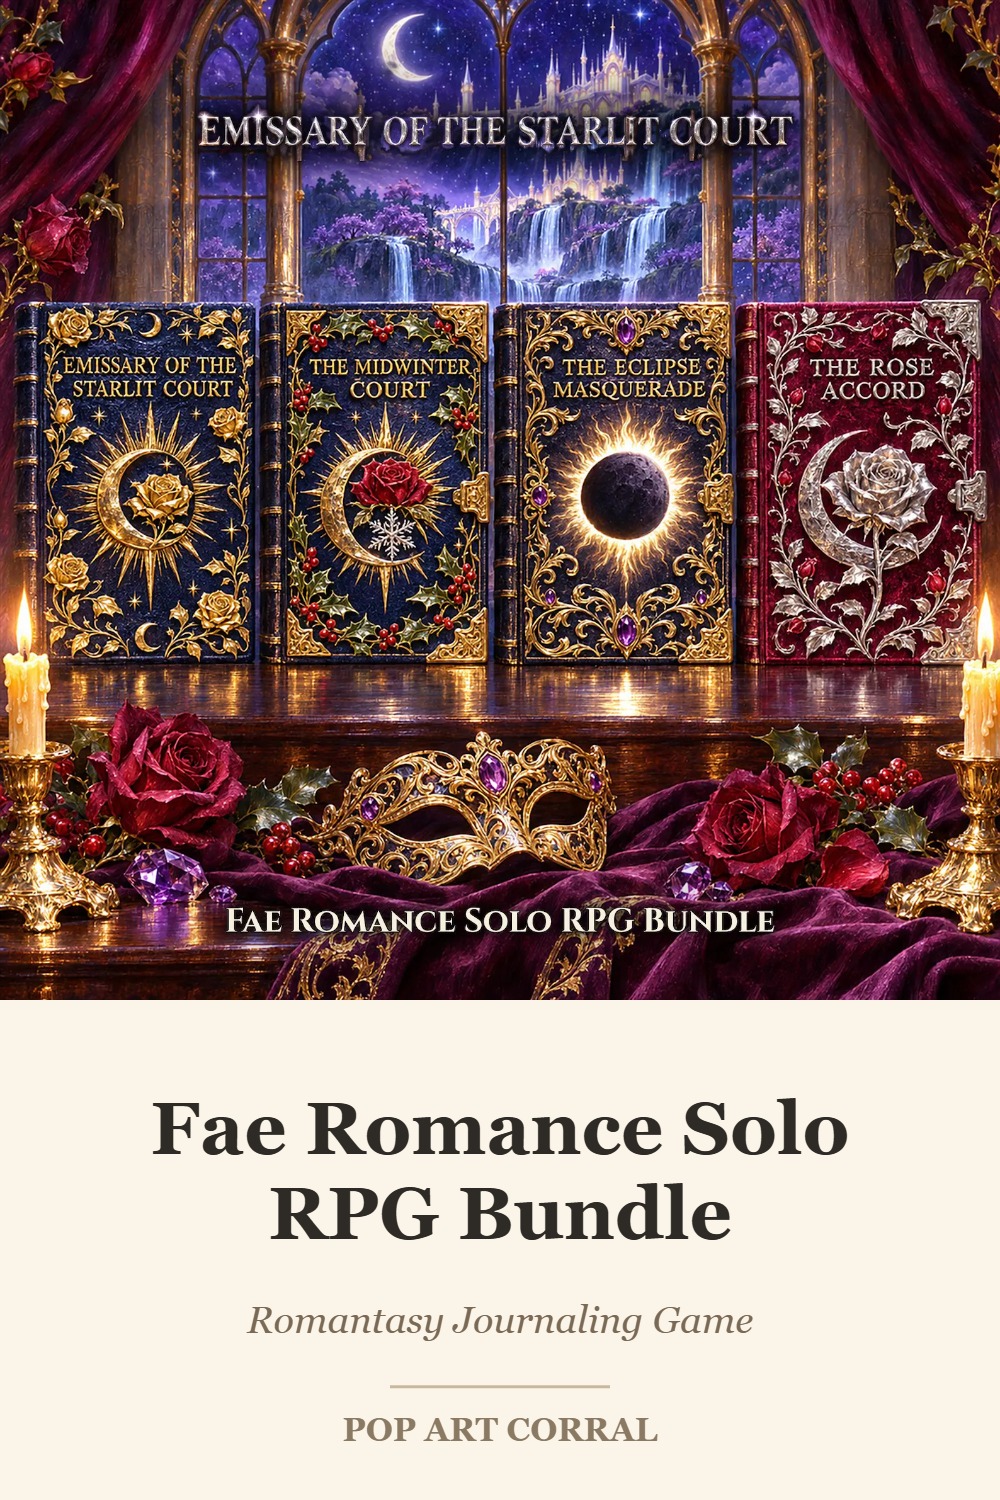 EMISSARY OF THE STARLIT COURT
EMISSARY OF THE
STARLIT COURT
THE MIDWINTER
COURT
THE ECLIPSE
MASQUERADE
THE ROSE
ACCORD
FAE ROMANCE SOLO RPG BUNDLE
Fae Romance Solo
RPG Bundle
Romantasy Journaling Game
POP ART CORRAL